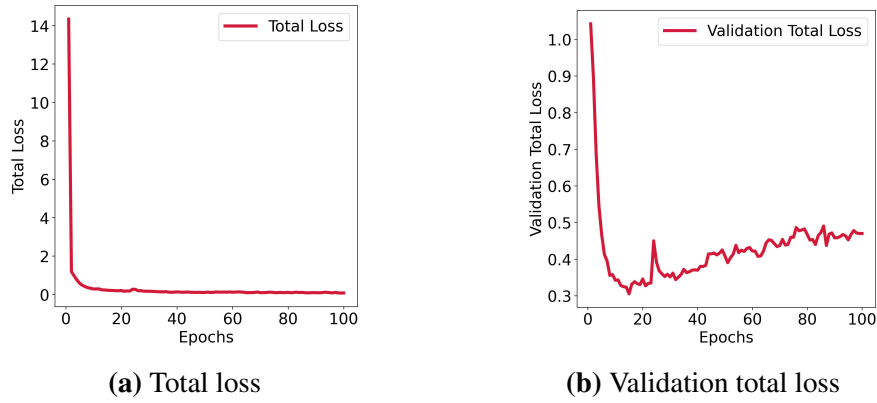 Total Loss
14
12
10
8
6
4
2
0
Total Loss
0 20 40 60 80 100
Epochs
(a) Total loss
Validation Total Loss
1.0
0.9
0.8
0.7
0.6
0.5
0.4
0.3
Validation Total Loss
0 20 40 60 80 100
Epochs
(b) Validation total loss